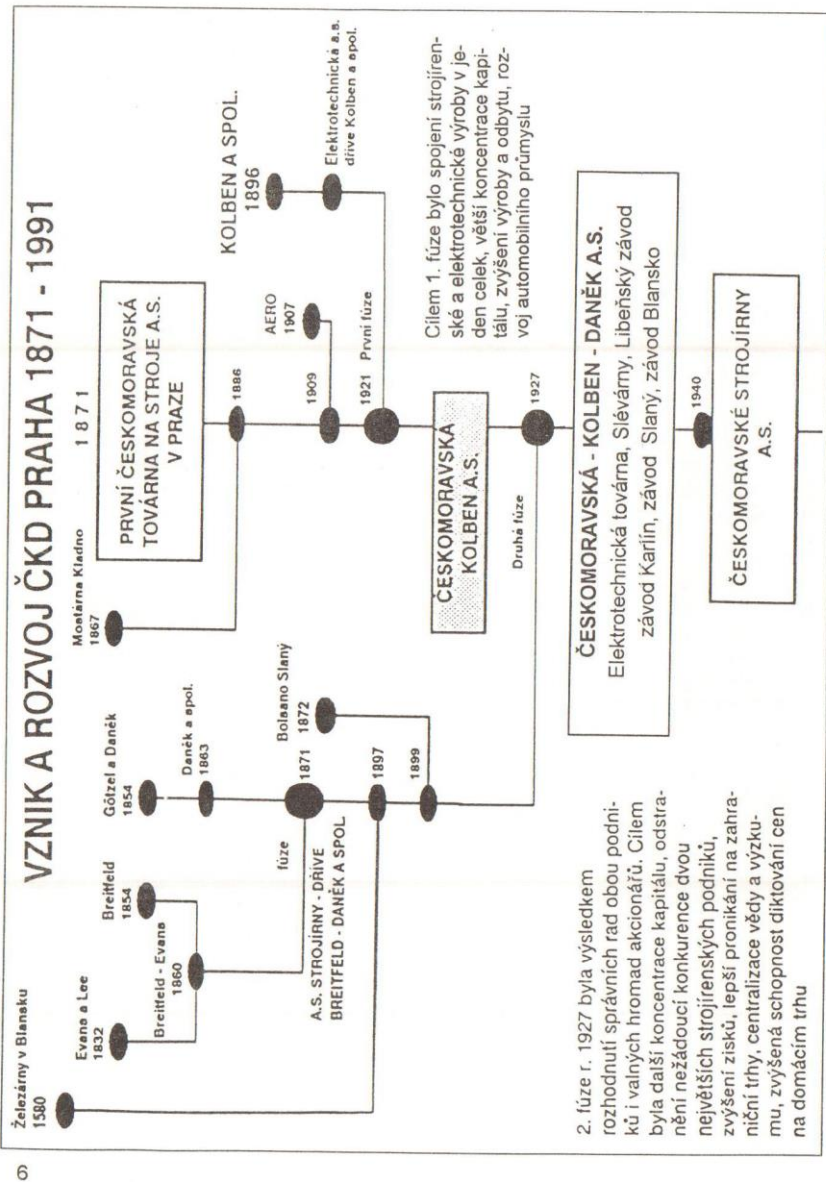 6
VZNIK A ROZVOJ ČKD PRAHA 1871 - 1991
Železárny v Blansku
1580
Evana a Lee
1832
Breitfeld
1854
Breitfeld - Evana
1860
Götzel a Daněk
1854
Daněk a spol.
1863
fúze
1871
A.S. STROJÍRNY - DŘÍVE
BREITFELD - DANĚK A SPOL
1897
Bolaano Slaný
1872
1899
Mostárna Kladno
1867
1871
PRVNÍ ČESKOMORAVSKÁ
TOVÁRNA NA STROJE A.S.
V PRAZE
1886
AERO
1907
1909
KOLBEN A SPOL.
1896
Elektrotechnická a.s.
dříve Kolben a spol.
1921
První fúze
Cílem 1. fúze bylo spojení strojíren-
ské a elektrotechnické výroby v je-
den celek, větší koncentrace kapi-
tálu, zvýšení výroby a odbytu, roz-
voj automobilního průmyslu
ČESKOMORAVSKÁ
KOLBEN A.S.
Druhá fúze
1927
2. fúze r. 1927 byla výsledkem
rozhodnutí správních rad obou podni-
ků i valných hromad akcionářů. Cílem
byla další koncentrace kapitálu, odstra-
nění nežádoucí konkurence dvou
největších strojírenských podniků,
zvýšení zisků, lepší pronikání na zahra-
niční trhy, centralizace vědy a výzku-
mu, zvýšená schopnost diktování cen
na domácím trhu
ČESKOMORAVSKÁ - KOLBEN - DANĚK A.S.
Elektrotechnická továrna, Slévárny, Libeňský závod
závod Karlín, závod Slaný, závod Blansko
1940
ČESKOMORAVSKÉ STROJÍRNY
A.S.